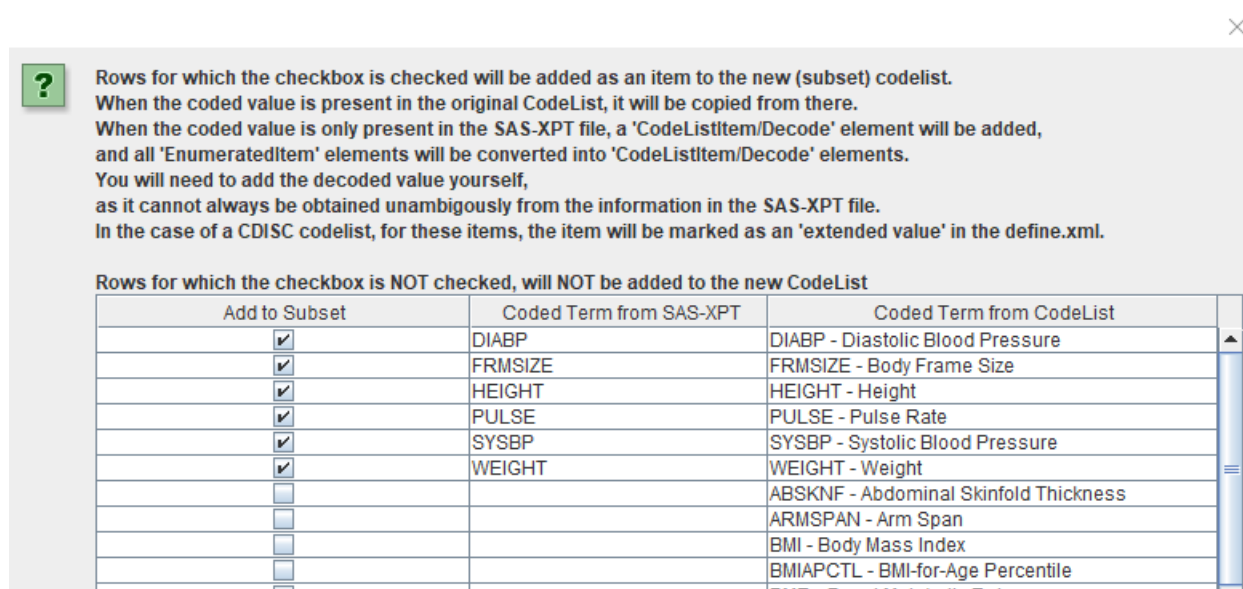 Rows for which the checkbox is checked will be added as an item to the new (subset) codelist.
When the coded value is present in the original CodeList, it will be copied from there.
When the coded value is only present in the SAS-XPT file, a 'CodeListItem/Decode' element will be added,
and all 'EnumeratedItem' elements will be converted into 'CodeListItem/Decode' elements.
You will need to add the decoded value yourself,
as it cannot always be obtained unambigously from the information in the SAS-XPT file.
In the case of a CDISC codelist, for these items, the item will be marked as an 'extended value' in the define.xml.
Rows for which the checkbox is NOT checked, will NOT be added to the new CodeList
Add to Subset Coded Term from SAS-XPT Coded Term from CodeList
DIABP DIABP - Diastolic Blood Pressure
FRMSIZE FRMSIZE - Body Frame Size
HEIGHT HEIGHT - Height
PULSE PULSE - Pulse Rate
SYSBP SYSBP - Systolic Blood Pressure
WEIGHT WEIGHT - Weight
ABSKNF - Abdominal Skinfold Thickness
ARMSPAN - Arm Span
BMI - Body Mass Index
BMIAPCTL - BMI-for-Age Percentile